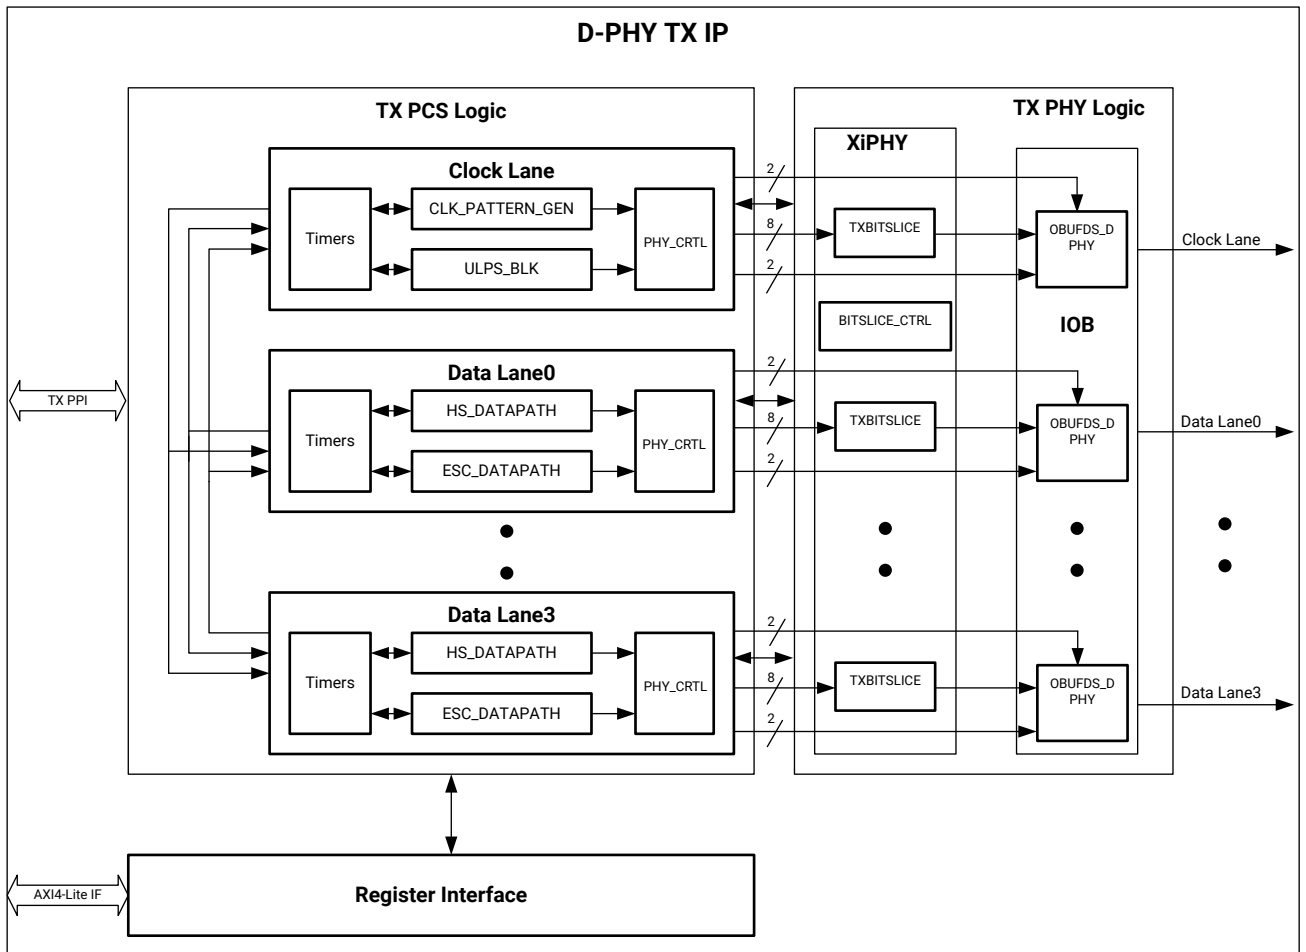 D-PHY TX IP
TX PCS Logic
TX PHY Logic
XiPHY
Clock Lane
Timers
CLK_PATTERN_GEN
ULPS_BLK
PHY_CRTL
2
8
2
TXBITSLICE
OBUFDS_D
PHY
Clock Lane
BITSLICE_CTRL
IOB
TX PPI
Data Lane0
Timers
HS_DATAPATH
ESC_DATAPATH
PHY_CRTL
2
8
2
TXBITSLICE
OBUFDS_D
PHY
Data Lane0
Data Lane3
Timers
HS_DATAPATH
ESC_DATAPATH
PHY_CRTL
2
8
2
TXBITSLICE
OBUFDS_D
PHY
Data Lane3
AXI4-Lite IF
Register Interface